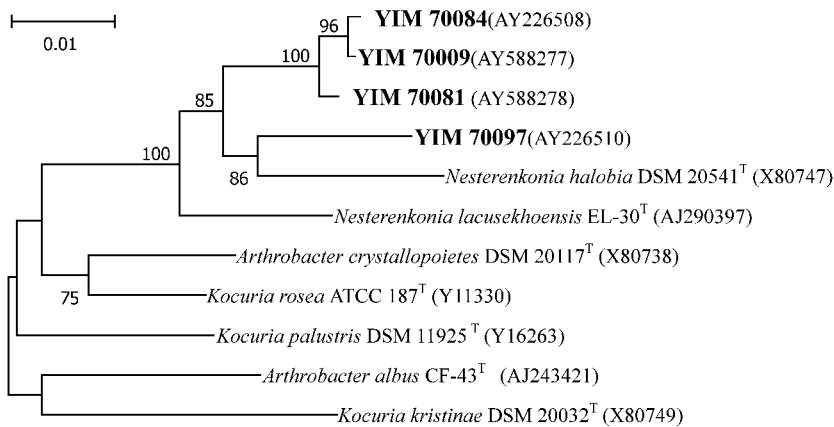 0.01
96
YIM 70084(AY226508)
100
YIM 70009(AY588277)
85
YIM 70081 (AY588278)
YIM 70097(AY226510)
100
86
Nesterenkonia halobia DSM 20541T (X80747)
Nesterenkonia lacusekhoensis EL-30T (AJ290397)
Arthrobacter crystallopoietes DSM 20117T (X80738)
75
Kocuria rosea ATCC 187T (Y11330)
Kocuria palustris DSM 11925 T (Y16263)
Arthrobacter albus CF-43T (AJ243421)
Kocuria kristinae DSM 20032T (X80749)